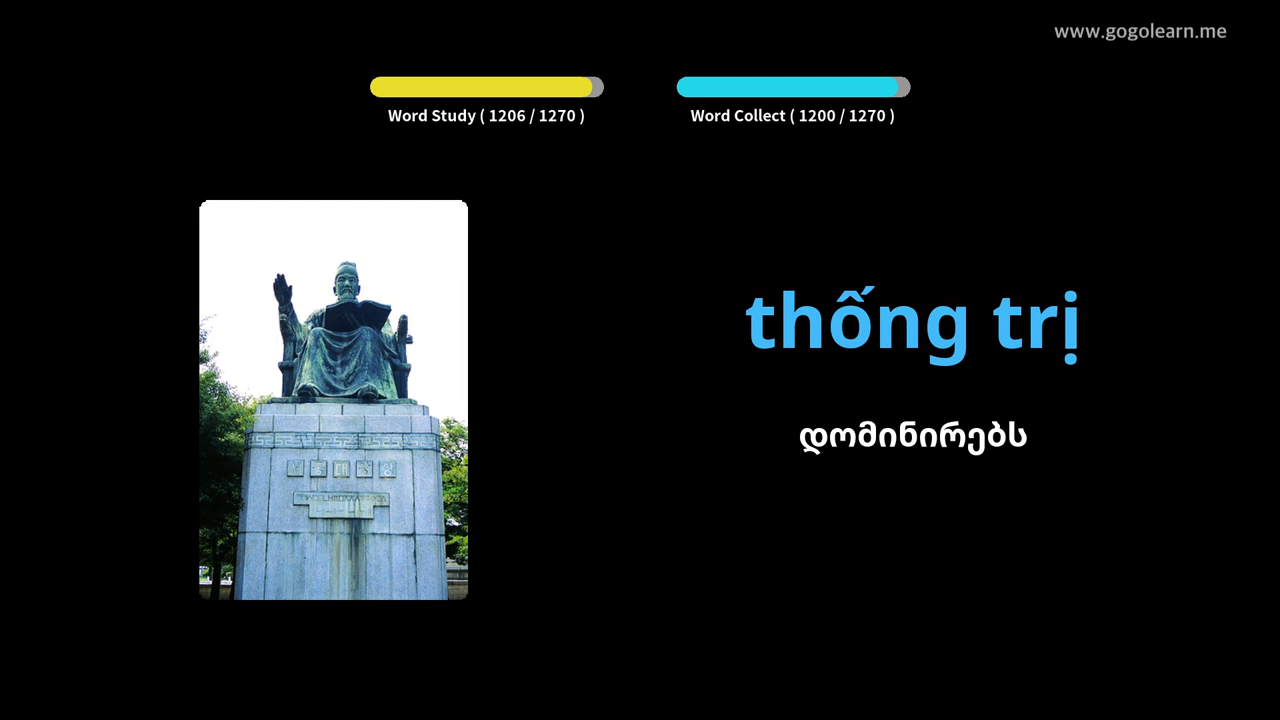 www.gogolearn.me
Word Study ( 1206 / 1270 )
Word Collect ( 1200 / 1270 )
thống trị
დომინირებს